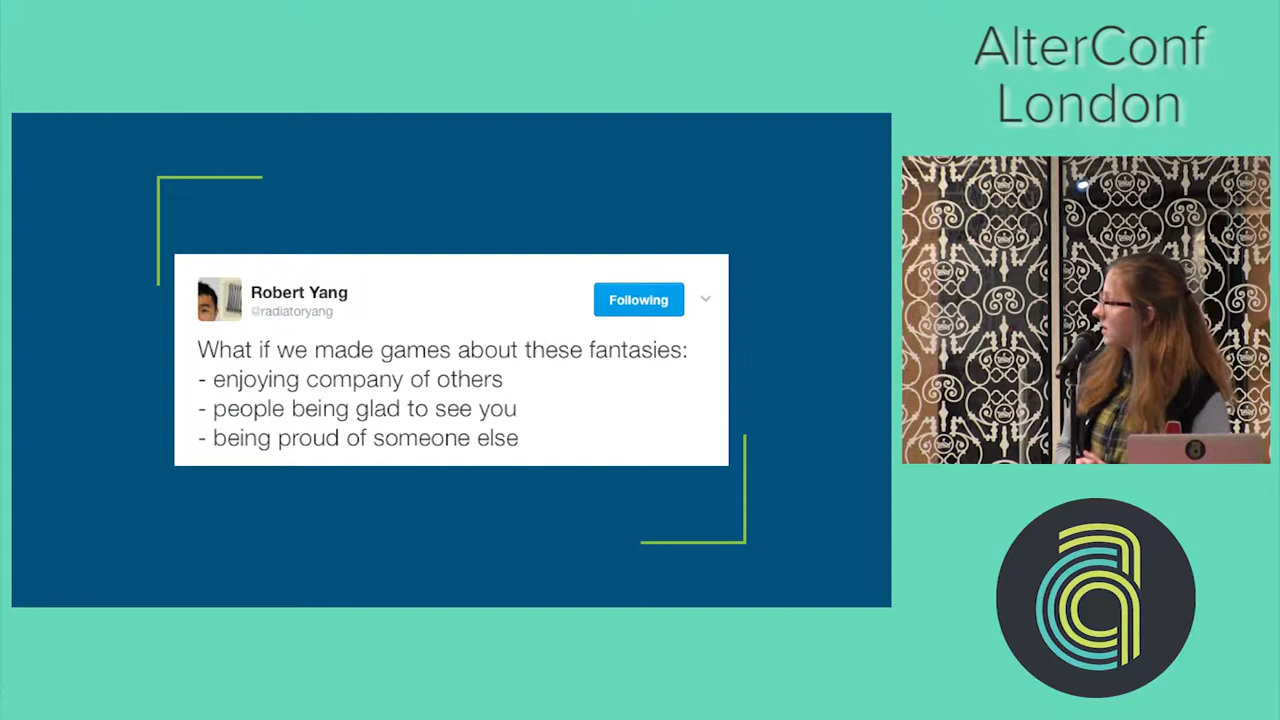 AlterConf
London
Robert Yang
@radiatoryang
Following
What if we made games about these fantasies:
- enjoying company of others
- people being glad to see you
- being proud of someone else